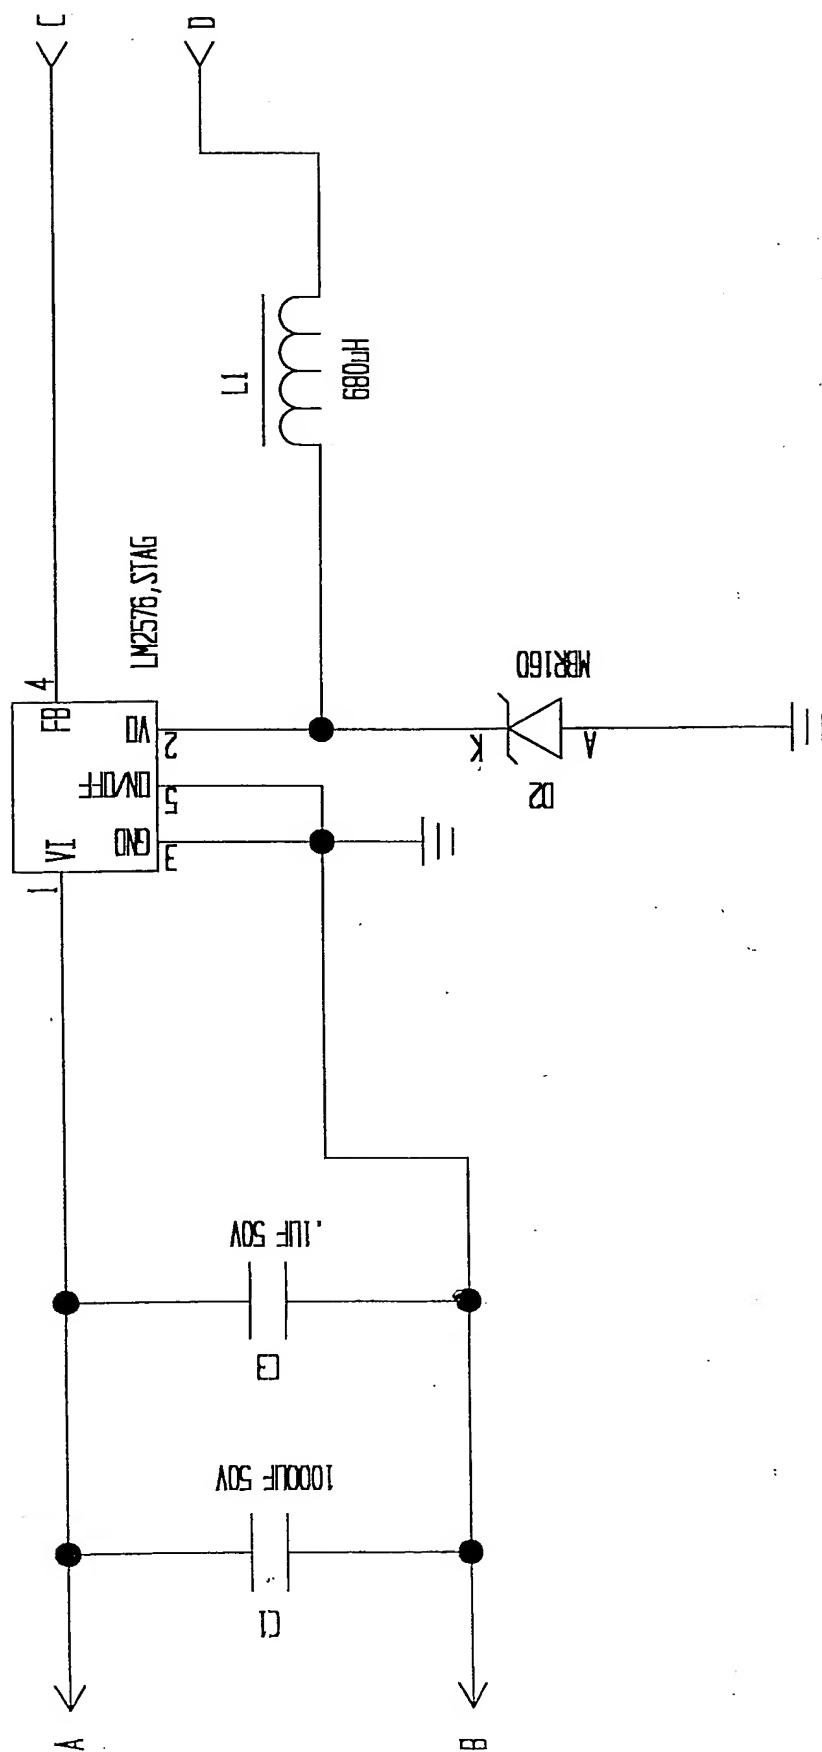 A
B
C1
1000UF 50V
C3
.1UF 50V
1
VI
GND
3
ON/OFF
5
VO
2
FB
4
LM2576,STAG
D2
K
A
MBR160
L1
680uH
C
D